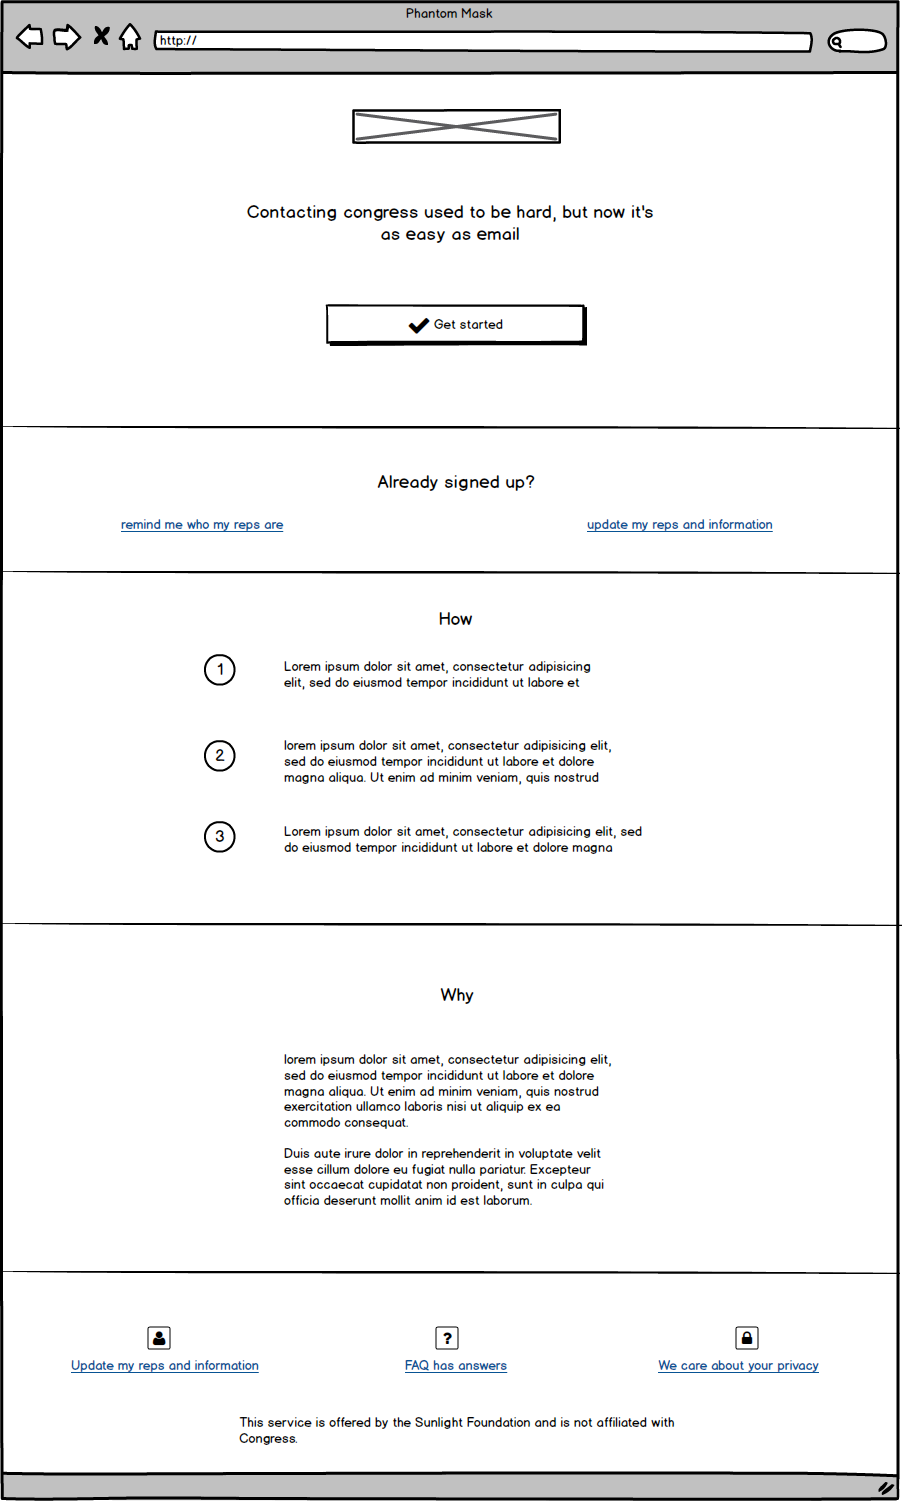 Phantom Mask
http://
Contacting congress used to be hard, but now it's
as easy as email
Get started
Already signed up?
remind me who my reps are
update my reps and information
How
1
Lorem ipsum dolor sit amet, consectetur adipisicing
elit, sed do eiusmod tempor incididunt ut labore et
2
lorem ipsum dolor sit amet, consectetur adipisicing elit,
sed do eiusmod tempor incididunt ut labore et dolore
magna aliqua. Ut enim ad minim veniam, quis nostrud
3
Lorem ipsum dolor sit amet, consectetur adipisicing elit, sed
do eiusmod tempor incididunt ut labore et dolore magna
Why
lorem ipsum dolor sit amet, consectetur adipisicing elit,
sed do eiusmod tempor incididunt ut labore et dolore
magna aliqua. Ut enim ad minim veniam, quis nostrud
exercitation ullamco laboris nisi ut aliquip ex ea
commodo consequat.
Duis aute irure dolor in reprehenderit in voluptate velit
esse cillum dolore eu fugiat nulla pariatur. Excepteur
sint occaecat cupidatat non proident, sunt in culpa qui
officia deserunt mollit anim id est laborum.
?
Update my reps and information
FAQ has answers
We care about your privacy
This service is offered by the Sunlight Foundation and is not affiliated with
Congress.